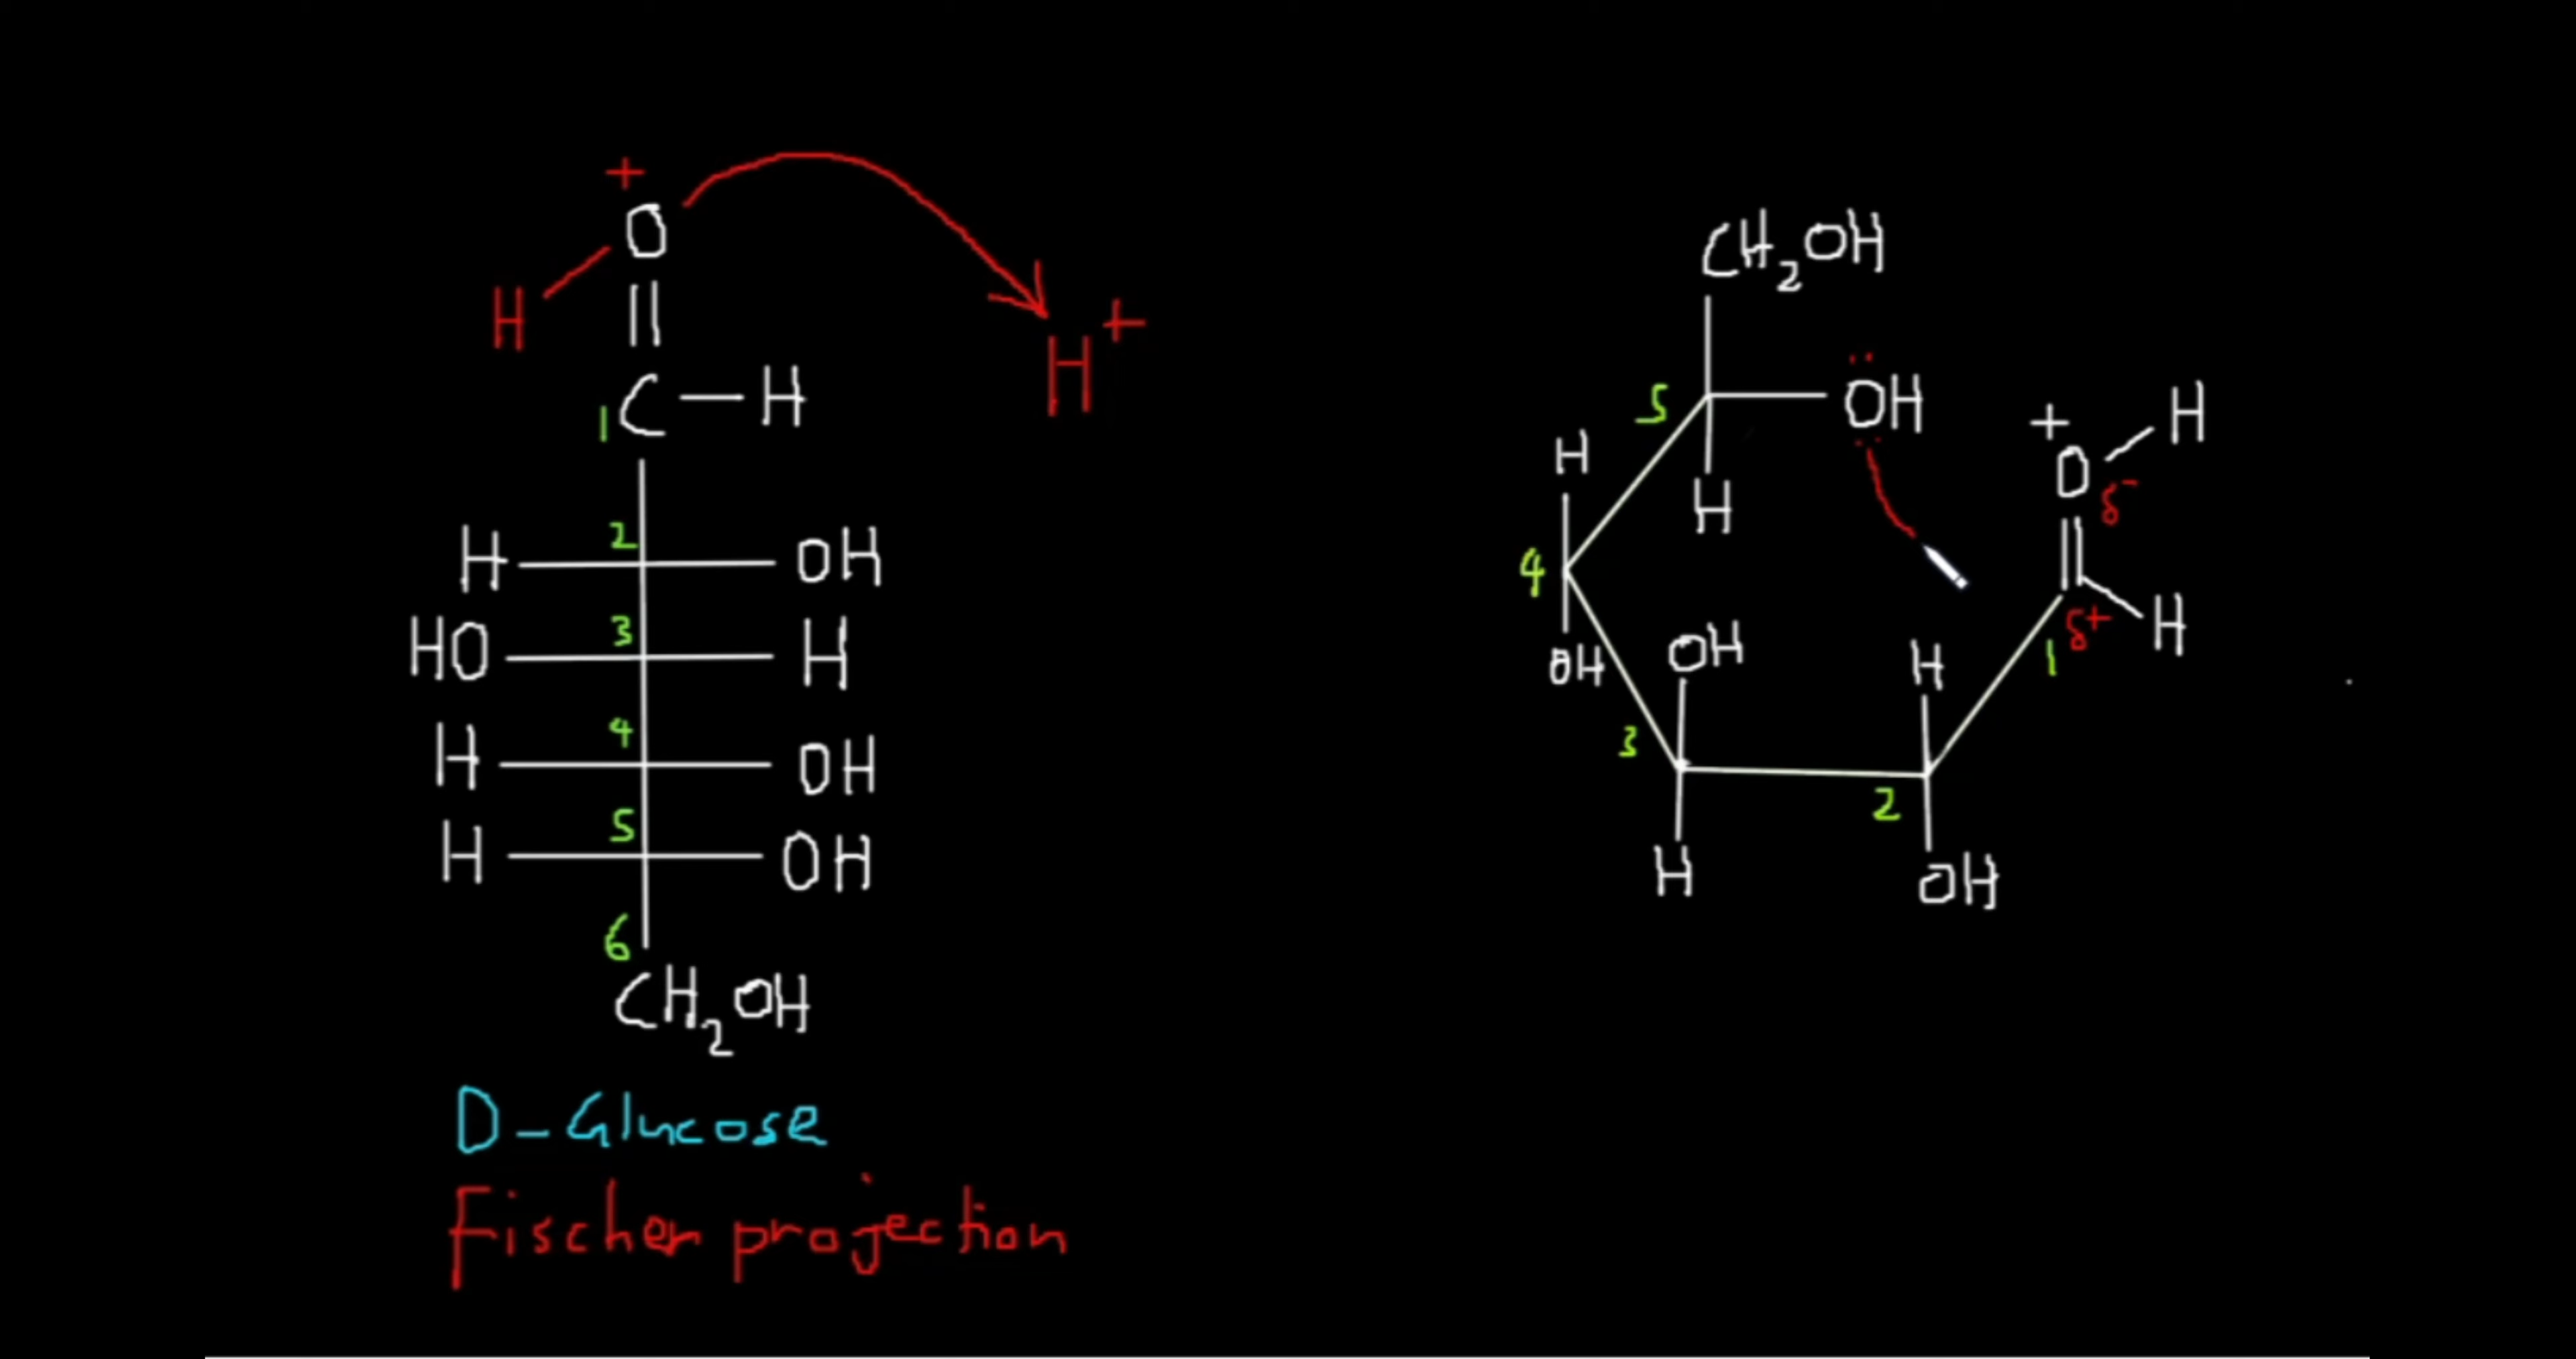 +
O
H
H+
1 C — H
2
H OH
3
HO H
4
H OH
5
H OH
6
CH2OH
D-Glucose
Fischer projection
CH2OH
5 OH
H
+
O H
δ-
H
4
OH
H
δ+
1
H
OH
3
H
2
H
OH